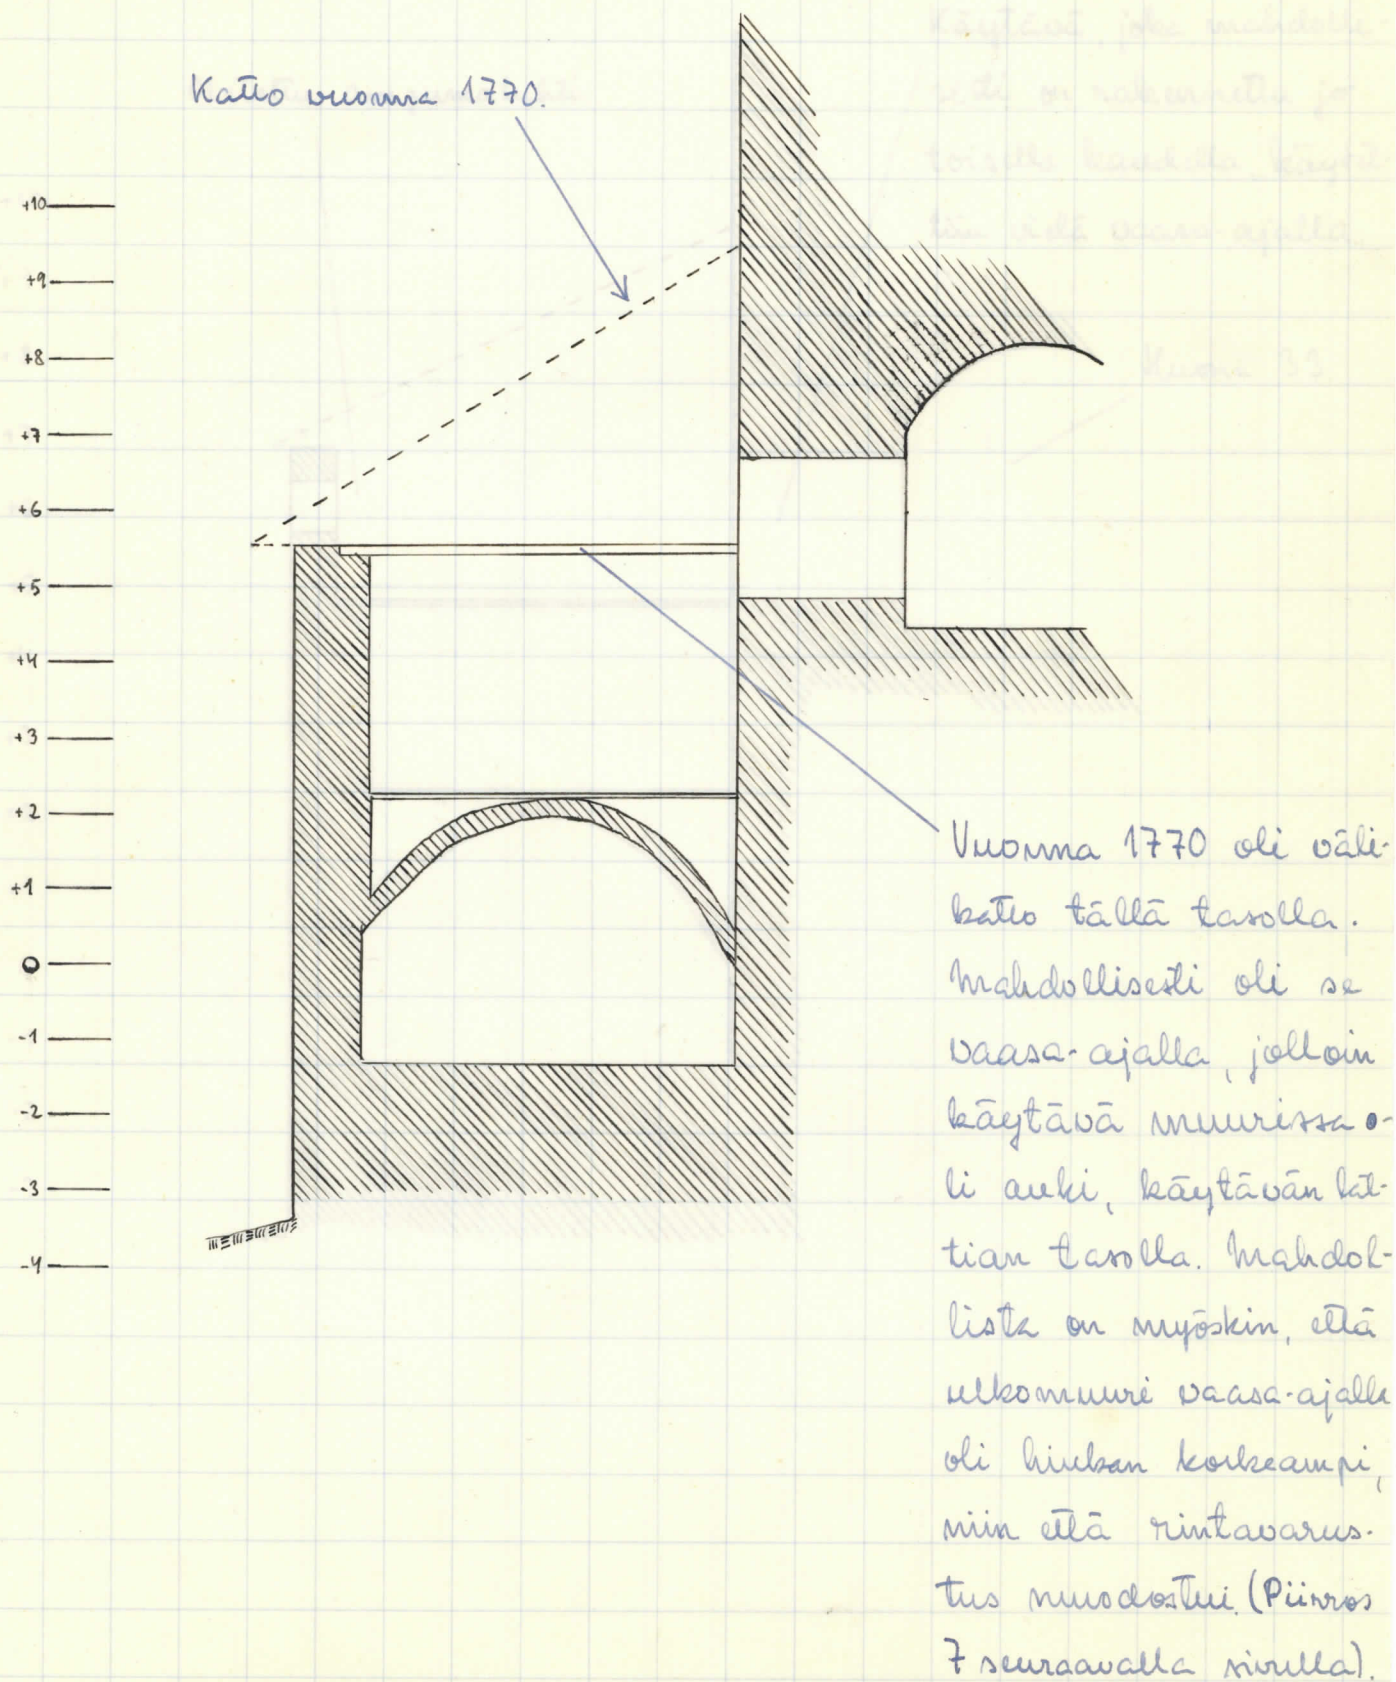 Katto vuonna 1770.
+10
+9
+8
+7
+6
+5
+4
+3
+2
+1
0
-1
-2
-3
-4
Vuonna 1770 oli väli-
katto tällä tasolla.
Mahdollisesti oli se
vaasa-ajalla, jolloin
käytävä muurissa o-
li auki, käytävän lat-
tian tasolla. Mahdol-
lista on myöskin, että
ulkomuuri vaasa-ajalla
oli hiukan korkeampi,
niin että rintavarus-
tus muodostui. (Piirros
7 seuraavalla sivulla).